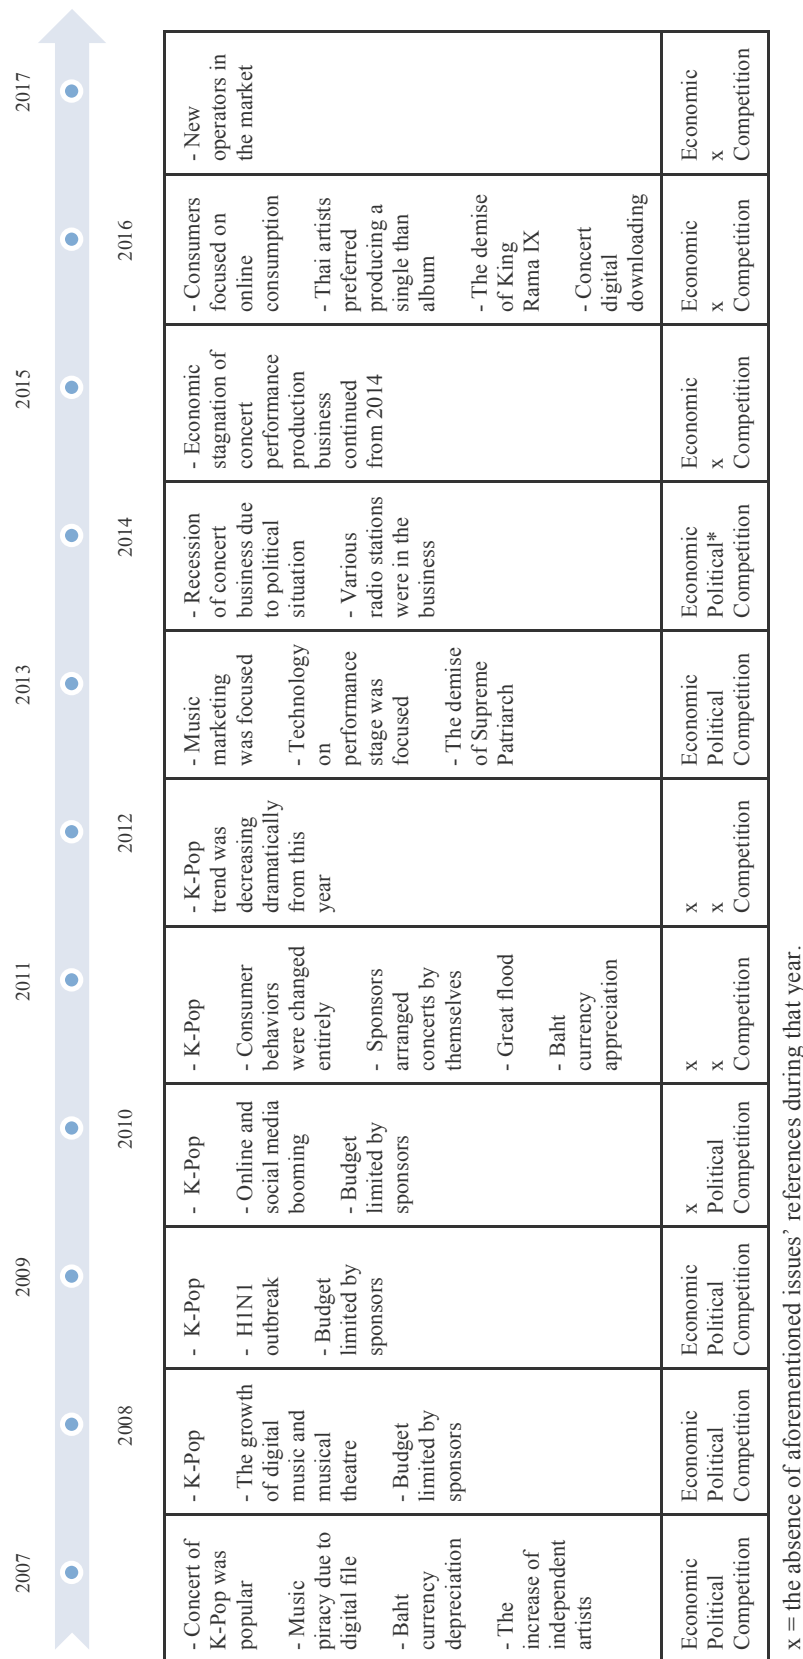 2007
2008
2009
2010
2011
2012
2013
2014
2015
2016
2017
- Concert of
K-Pop was
popular
- Music
piracy due to
digital file
- Baht
currency
depreciation
- The
increase of
independent
artists
- K-Pop
- The growth
of digital
music and
musical
theatre
- Budget
limited by
sponsors
- K-Pop
- H1N1
outbreak
- Budget
limited by
sponsors
- K-Pop
- Online and
social media
booming
- Budget
limited by
sponsors
- K-Pop
- Consumer
behaviors
were changed
entirely
- Sponsors
arranged
concerts by
themselves
- Great flood
- Baht
currency
appreciation
- K-Pop
trend was
decreasing
dramatically
from this
year
- Music
marketing
was focused
- Technology
on
performance
stage was
focused
- The demise
of Supreme
Patriarch
- Recession
of concert
business due
to political
situation
- Various
radio stations
were in the
business
- Economic
stagnation of
concert
performance
production
business
continued
from 2014
- Consumers
focused on
online
consumption
- Thai artists
preferred
producing a
single than
album
- The demise
of King
Rama IX
- Concert
digital
downloading
- New
operators in
the market
Economic
Political
Competition
Economic
Political
Competition
Economic
Political
Competition
x
Political
Competition
x
x
Competition
x
x
Competition
Economic
Political
Competition
Economic
Political*
Competition
Economic
x
Competition
Economic
x
Competition
Economic
x
Competition
x = the absence of aforementioned issues’ references during that year.